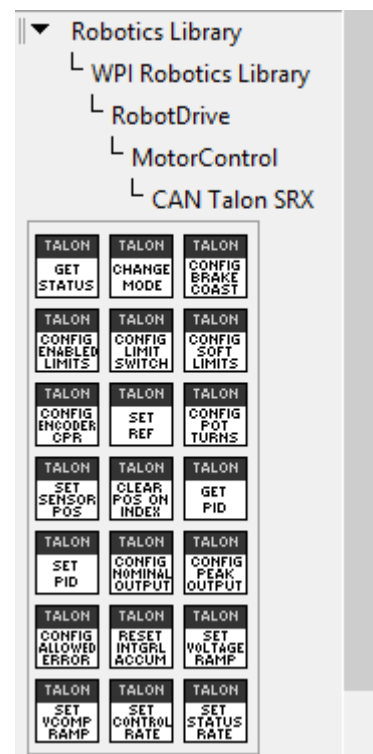 Robotics Library
WPI Robotics Library
RobotDrive
MotorControl
CAN Talon SRX
TALON TALON TALON
GET STATUS
CHANGE MODE
CONFIG BRAKE COAST
TALON TALON TALON
CONFIG ENABLED LIMITS
CONFIG LIMIT SWITCH
CONFIG SOFT LIMITS
TALON TALON TALON
CONFIG ENCODER CPR
SET REF
CONFIG POT TURNS
TALON TALON TALON
SET SENSOR POS
CLEAR POS ON INDEX
GET PID
TALON TALON TALON
SET PID
CONFIG NOMINAL OUTPUT
CONFIG PEAK OUTPUT
TALON TALON TALON
CONFIG ALLOWED ERROR
RESET INTGRL ACCUM
SET VOLTAGE RAMP
TALON TALON TALON
SET VCOMP RAMP
SET CONTROL RATE
SET STATUS RATE